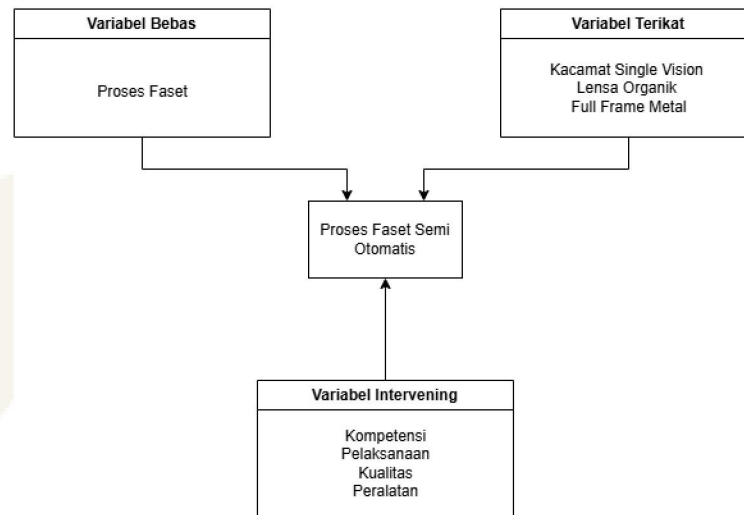 Variabel Bebas
Proses Faset
Variabel Terikat
Kacamat Single Vision
Lensa Organik
Full Frame Metal
Proses Faset Semi
Otomatis
Variabel Intervening
Kompetensi
Pelaksanaan
Kualitas
Peralatan